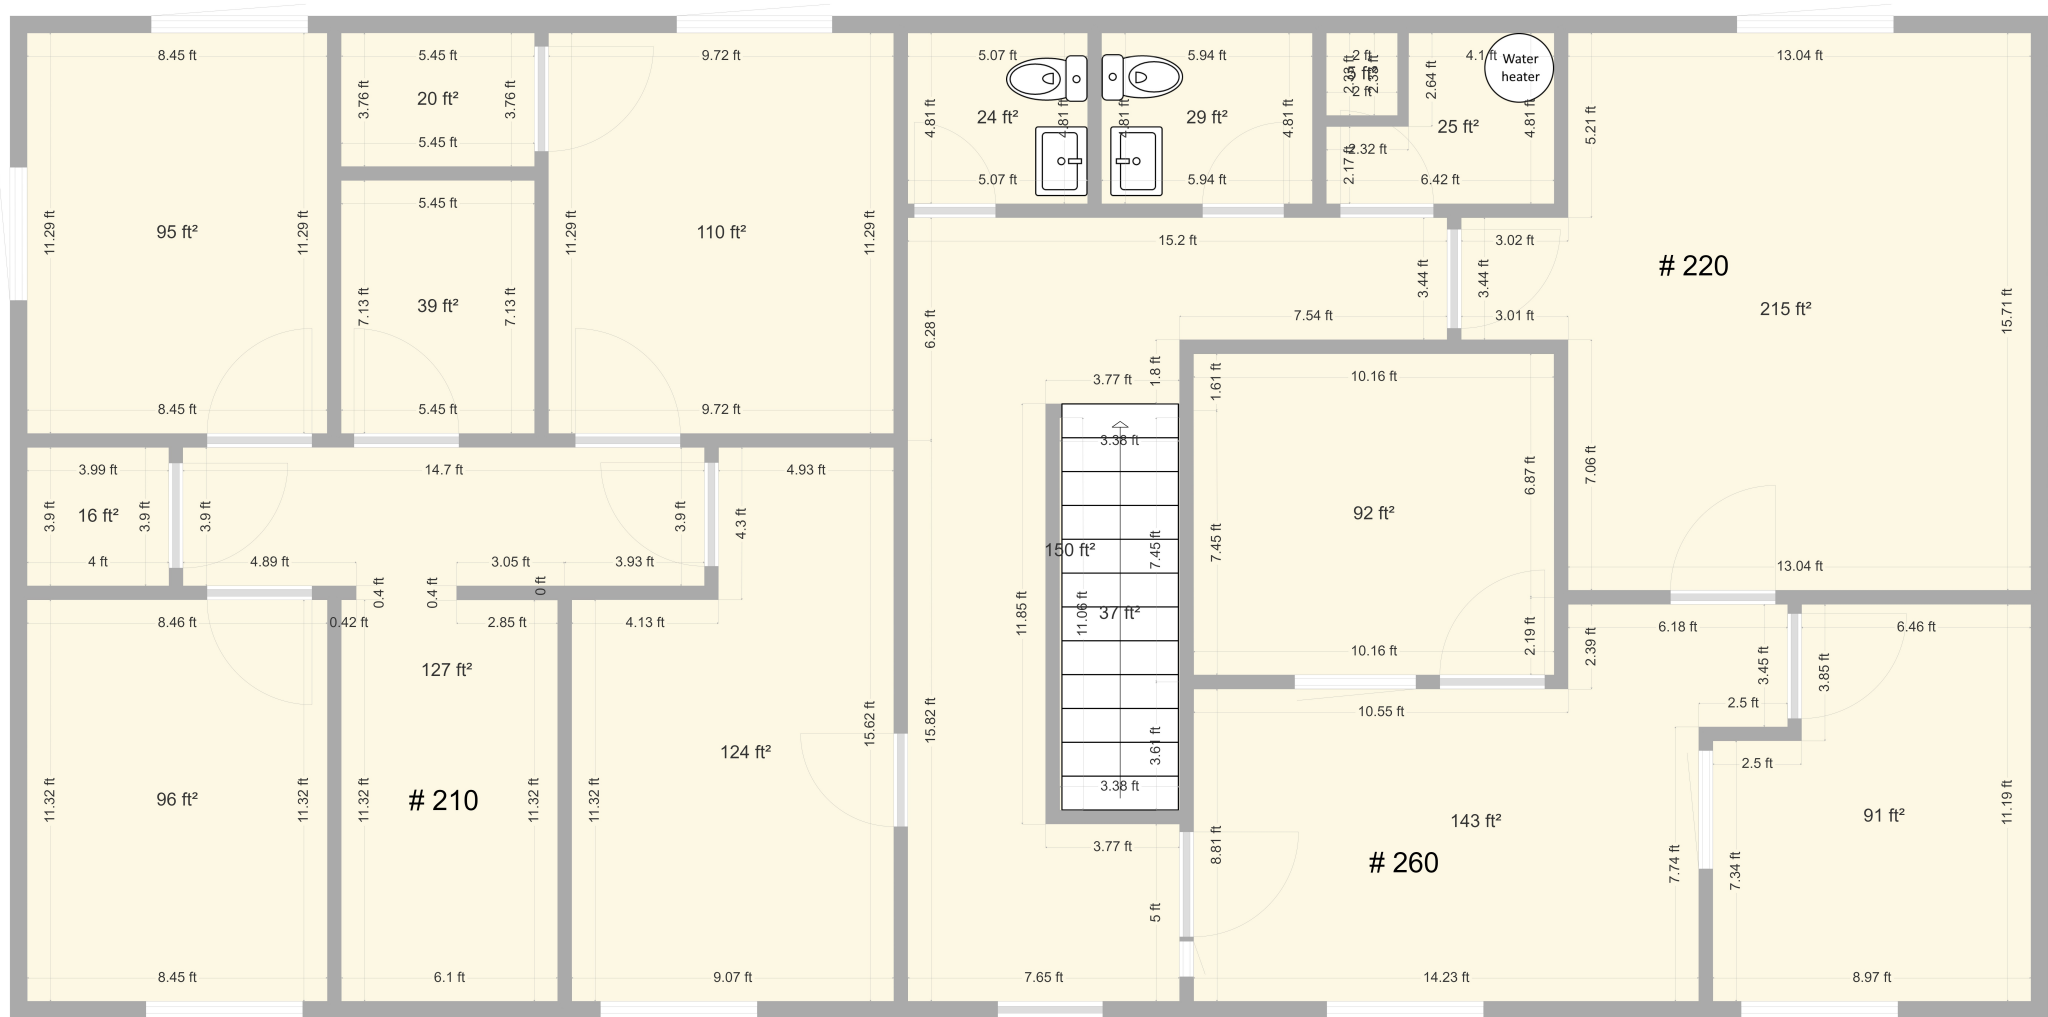 8.45 ft
5.45 ft
9.72 ft
5.07 ft
5.94 ft
2 ft
4.1 ft
Water
heater
13.04 ft
3.76 ft
20 ft²
3.76 ft
2.64 ft
2 ft
4.81 ft
24 ft²
4.81 ft
4.81 ft
29 ft²
4.81 ft
25 ft²
4.81 ft
5.21 ft
5.45 ft
2.32 ft
2.17 ft
5.07 ft
5.94 ft
6.42 ft
5.45 ft
11.29 ft
95 ft²
11.29 ft
11.29 ft
110 ft²
11.29 ft
15.2 ft
3.02 ft
# 220
3.44 ft
3.44 ft
7.13 ft
39 ft²
7.13 ft
215 ft²
15.71 ft
6.28 ft
7.54 ft
3.01 ft
3.77 ft
1.8 ft
1.61 ft
10.16 ft
8.45 ft
5.45 ft
9.72 ft
3.38 ft
3.99 ft
14.7 ft
4.93 ft
6.87 ft
7.06 ft
3.9 ft
16 ft²
3.9 ft
3.9 ft
3.9 ft
4.3 ft
92 ft²
150 ft²
7.45 ft
7.45 ft
4 ft
4.89 ft
3.05 ft
3.93 ft
13.04 ft
0.4 ft
0.4 ft
0 ft
11.85 ft
11.06 ft
37 ft²
8.46 ft
0.42 ft
2.85 ft
4.13 ft
6.18 ft
6.46 ft
10.16 ft
2.19 ft
2.39 ft
3.45 ft
3.85 ft
127 ft²
2.5 ft
10.55 ft
15.62 ft
15.82 ft
124 ft²
3.61 ft
2.5 ft
3.38 ft
11.32 ft
96 ft²
11.32 ft
11.32 ft
# 210
11.32 ft
11.32 ft
143 ft²
91 ft²
11.19 ft
3.77 ft
8.81 ft
# 260
7.74 ft
7.34 ft
5 ft
8.45 ft
6.1 ft
9.07 ft
7.65 ft
14.23 ft
8.97 ft